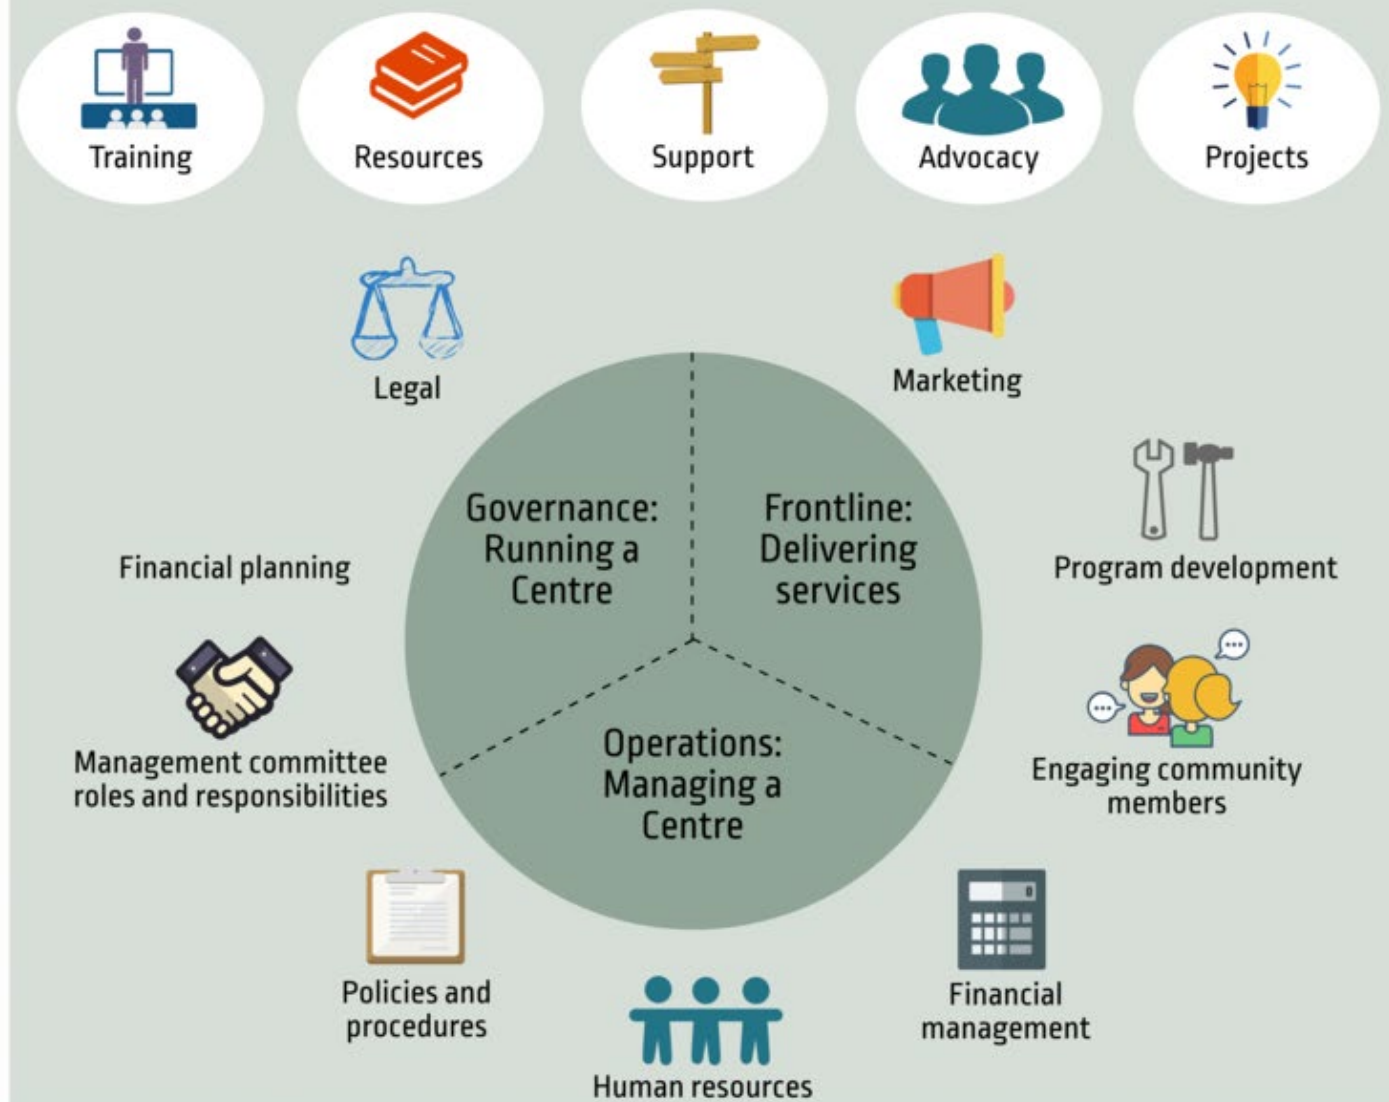 Training
Resources
Support
Advocacy
Projects
Legal
Marketing
Governance:
Running a
Centre
Frontline:
Delivering
services
Financial planning
Program development
Management committee
roles and responsibilities
Operations:
Managing a
Centre
Engaging community
members
Policies and
procedures
Human resources
Financial
management